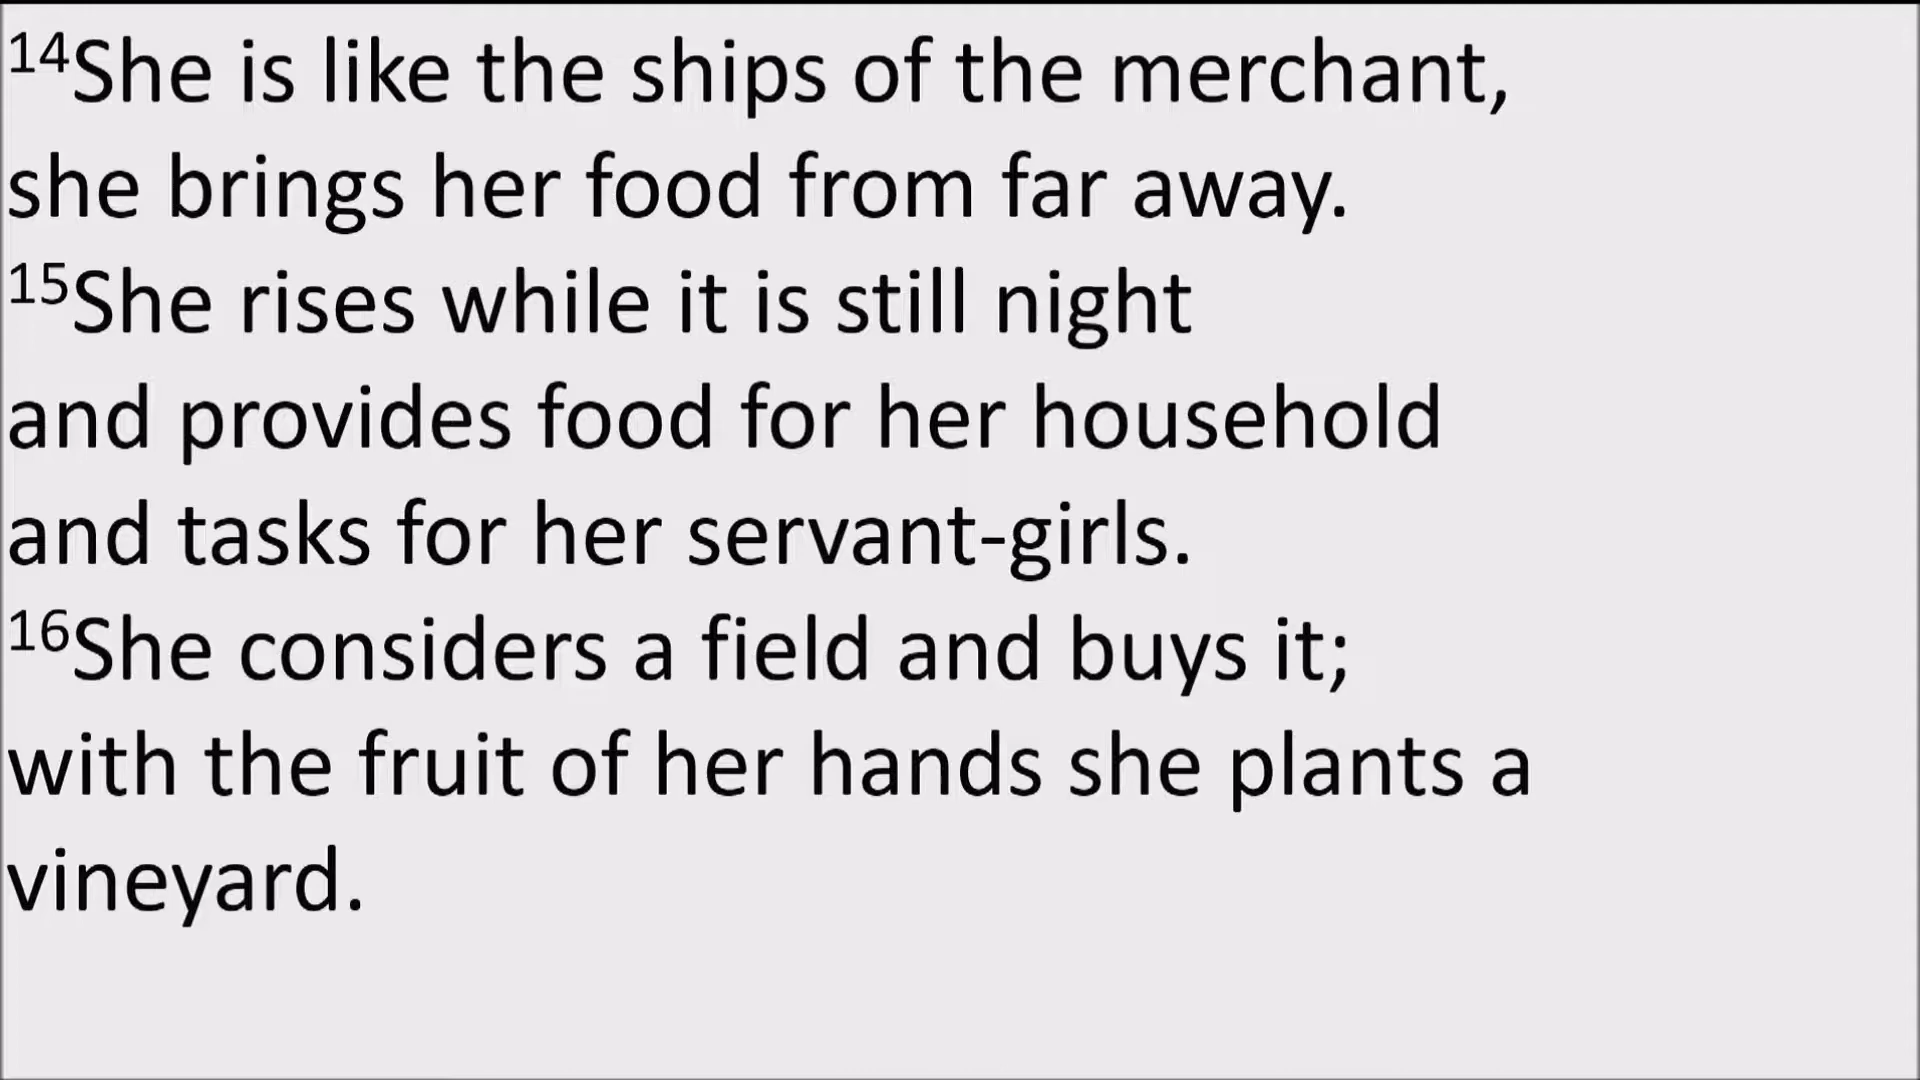 14She is like the ships of the merchant,
she brings her food from far away.
15She rises while it is still night
and provides food for her household
and tasks for her servant-girls.
16She considers a field and buys it;
with the fruit of her hands she plants a
vineyard.